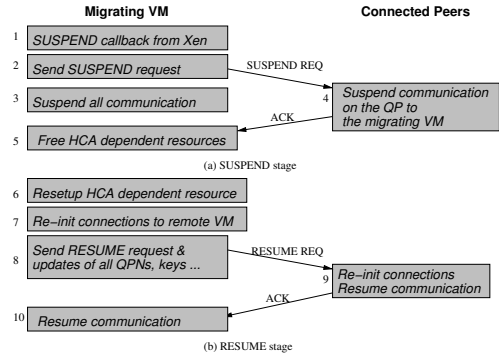 Migrating VM
Connected Peers
1
SUSPEND callback from Xen
2
Send SUSPEND request
SUSPEND REQ
3
Suspend all communication
4
Suspend communication
on the QP to
the migrating VM
ACK
5
Free HCA dependent resources
(a) SUSPEND stage
6
Resetup HCA dependent resource
7
Re-init connections to remote VM
8
Send RESUME request &
updates of all QPNs, keys ...
RESUME REQ
9
Re-init connections
Resume communication
ACK
10
Resume communication
(b) RESUME stage